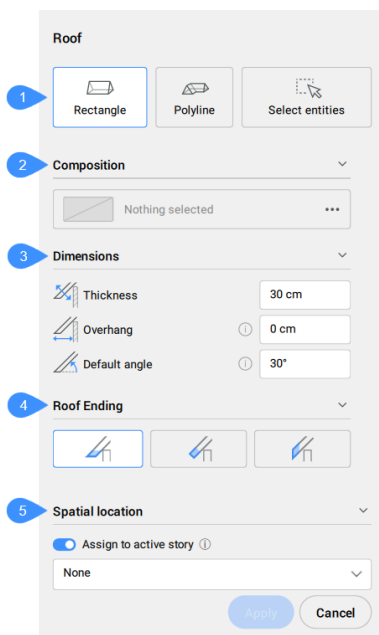 Roof
1
Rectangle
Polyline
Select entities
2 Composition
Nothing selected
3 Dimensions
Thickness 30 cm
Overhang 0 cm
Default angle 30°
4 Roof Ending
5 Spatial location
Assign to active story
None
Apply Cancel